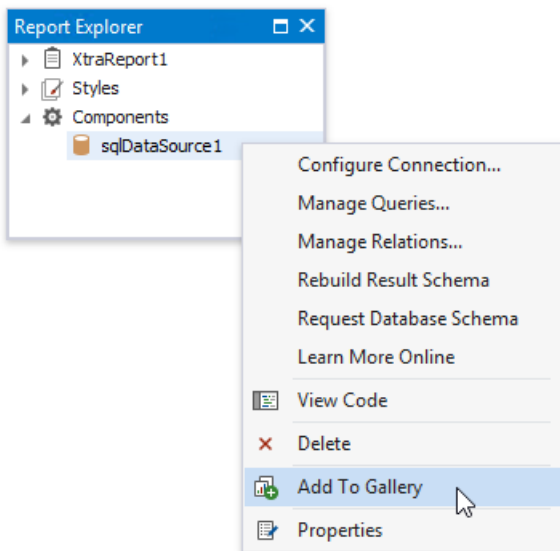 Report Explorer
XtraReport1
Styles
Components
sqlDataSource1
Configure Connection...
Manage Queries...
Manage Relations...
Rebuild Result Schema
Request Database Schema
Learn More Online
View Code
Delete
Add To Gallery
Properties